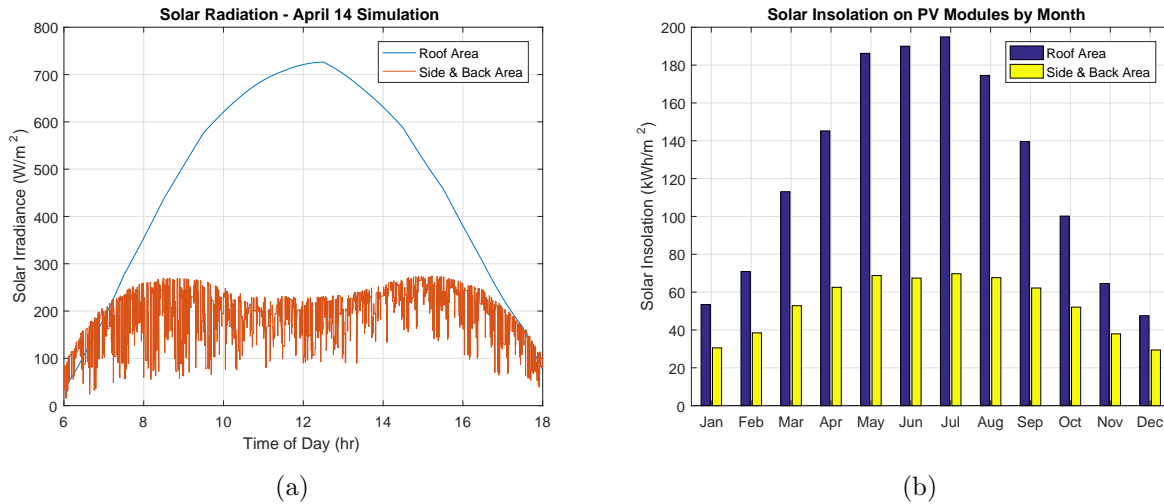 Solar Radiation - April 14 Simulation
800
700
600
500
400
300
200
100
0
Solar Irradiance (W/m²)
Roof Area
Side & Back Area
6 8 10 12 14 16 18
Time of Day (hr)
(a)
Solar Insolation on PV Modules by Month
200
180
160
140
120
100
80
60
40
20
0
Solar Insolation (kWh/m²)
Roof Area
Side & Back Area
Jan Feb Mar Apr May Jun Jul Aug Sep Oct Nov Dec
(b)